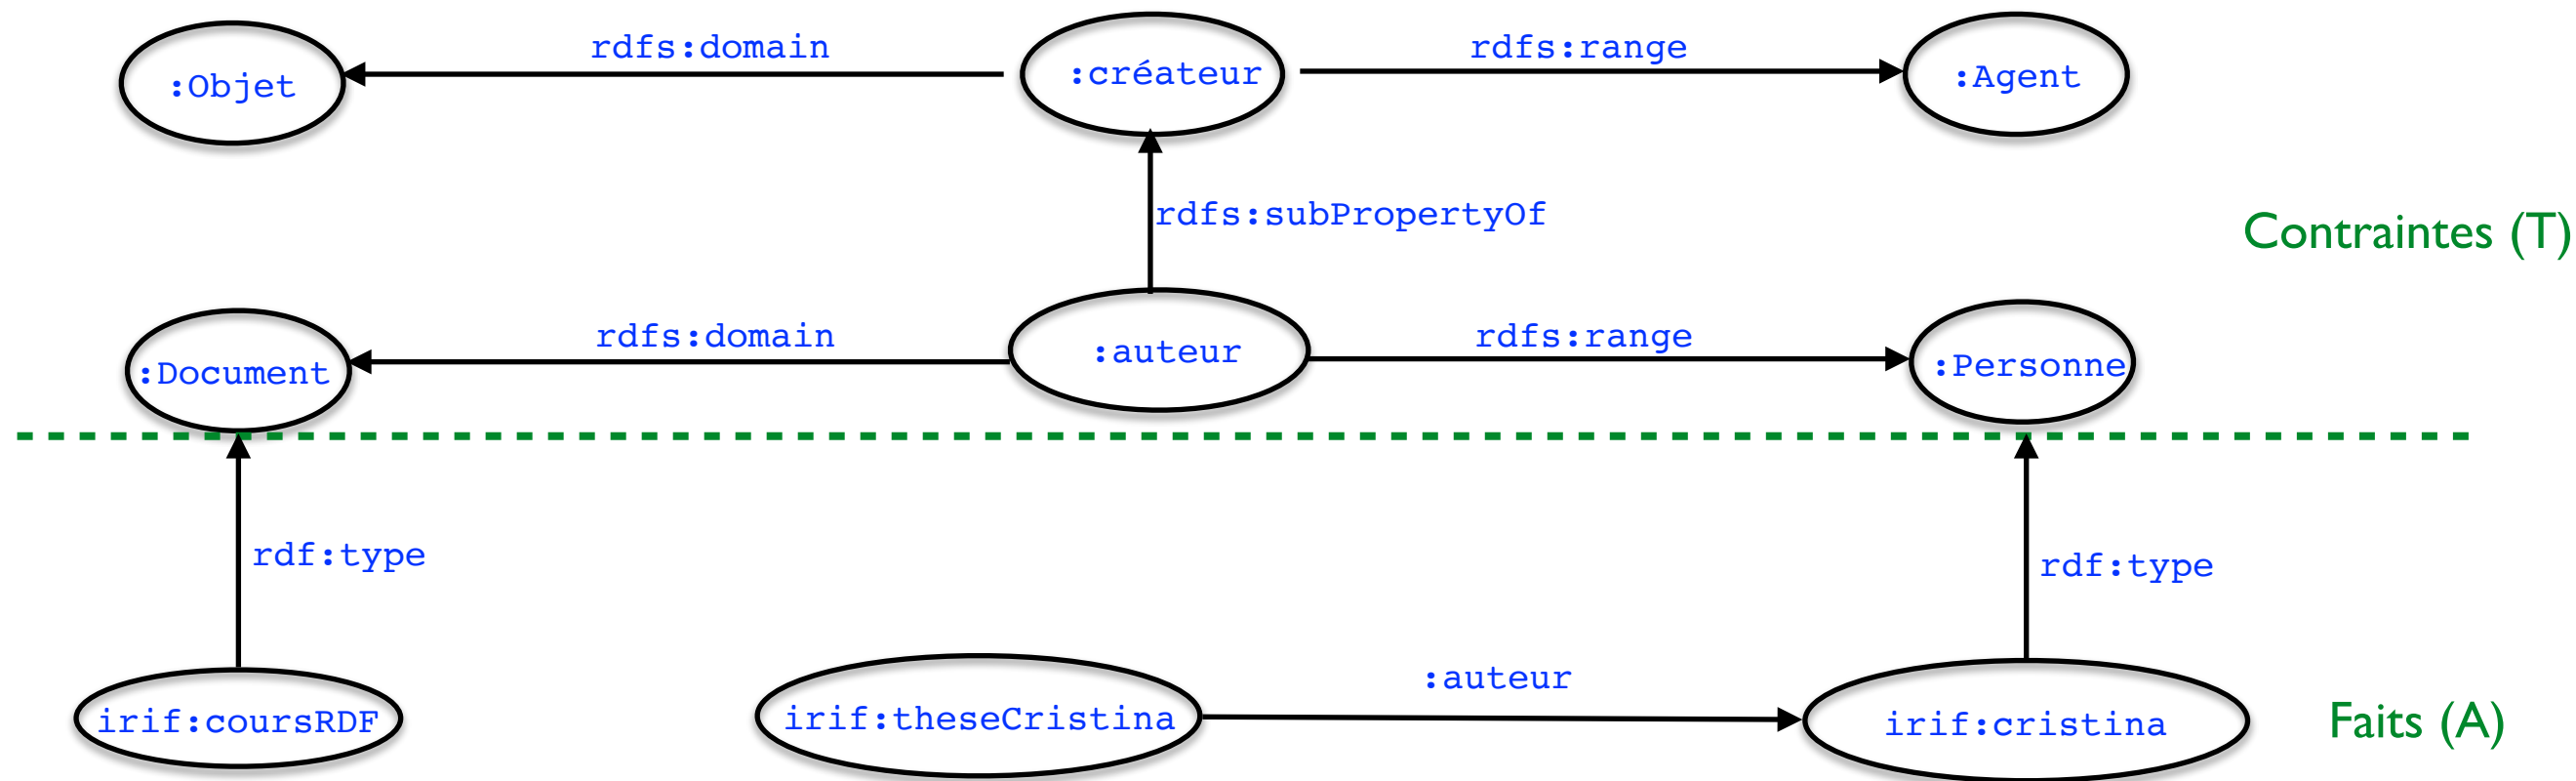 rdfs:domain
rdfs:range
:Objet
:créateur
:Agent
rdfs:subPropertyOf
Contraintes (T)
rdfs:domain
rdfs:range
:Document
:auteur
:Personne
rdf:type
rdf:type
:auteur
irif:coursRDF
irif:theseCristina
irif:cristina
Faits (A)